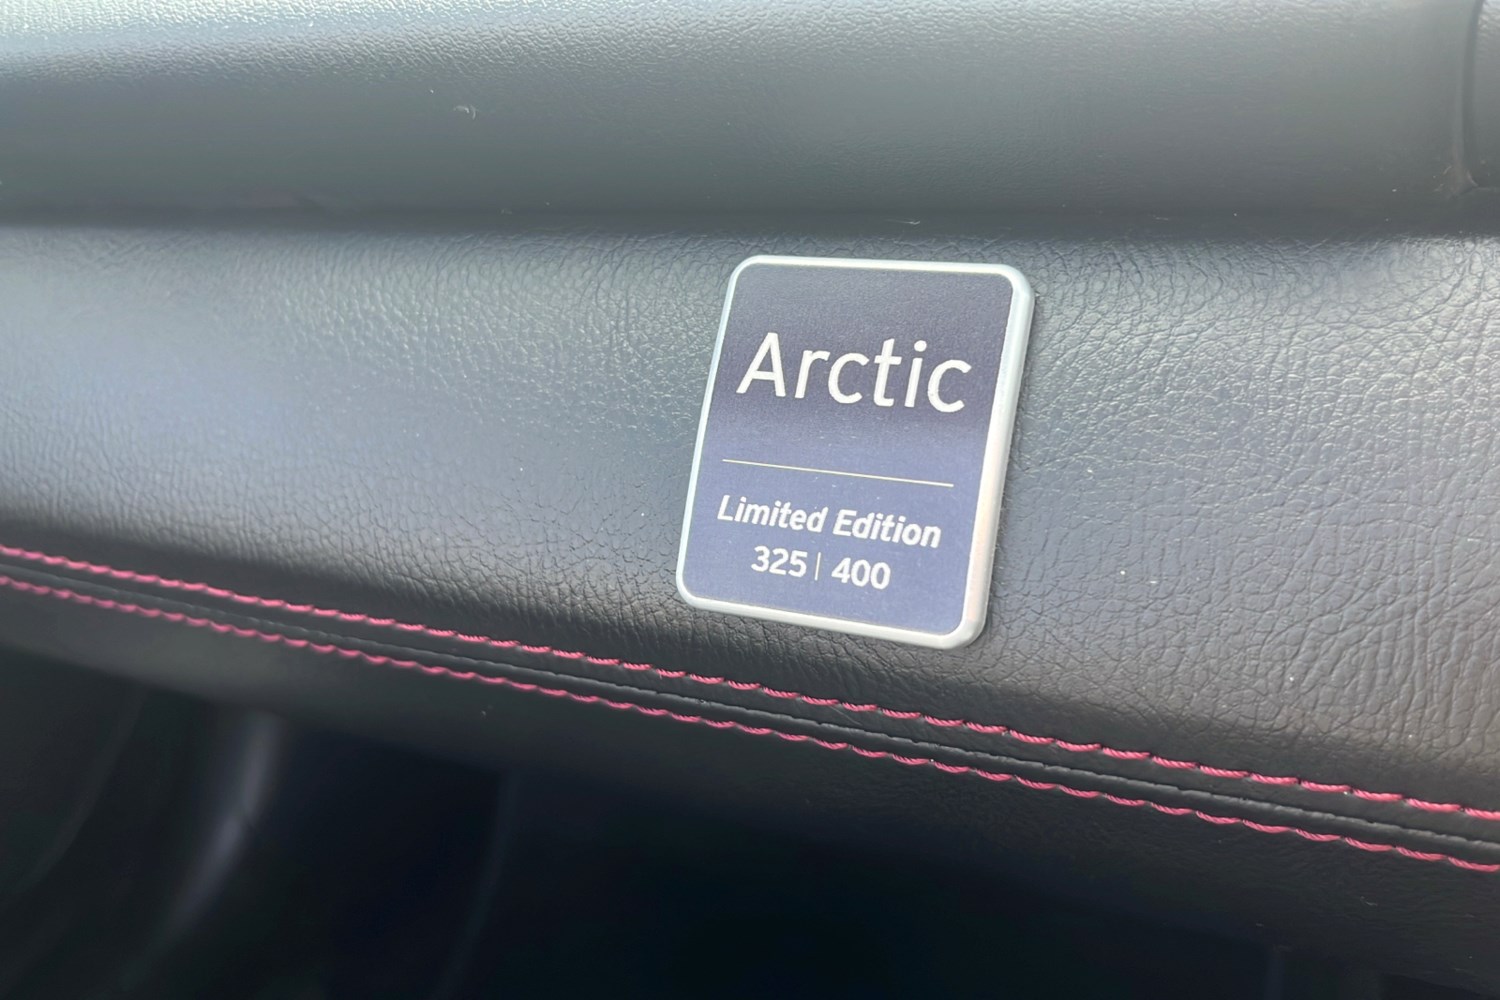 Arctic
Limited Edition
325 | 400